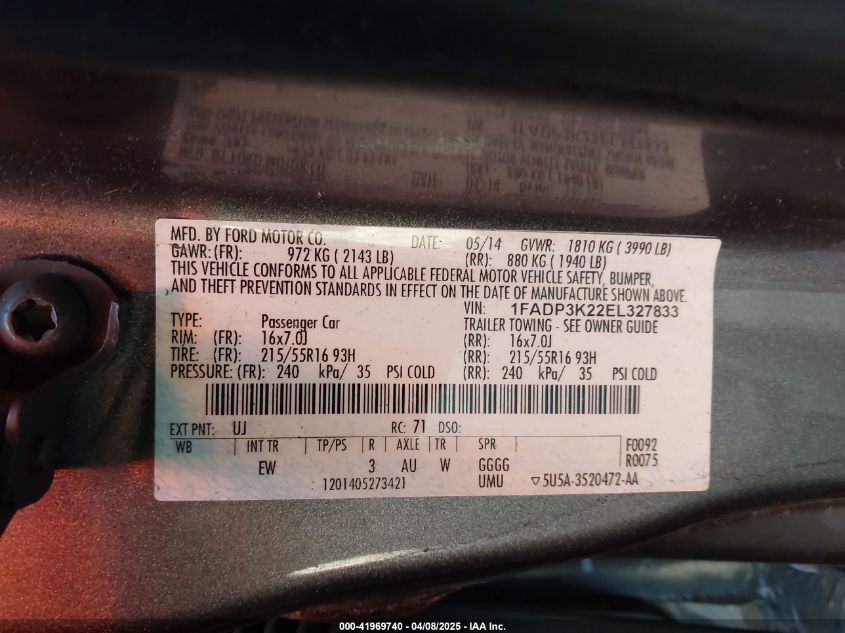 MFD. BY FORD MOTOR CO. DATE: 05/14 GVWR: 1810 KG ( 3990 LB)
GAWR: (FR): 972 KG ( 2143 LB) (RR): 880 KG ( 1940 LB)
THIS VEHICLE CONFORMS TO ALL APPLICABLE FEDERAL MOTOR VEHICLE SAFETY, BUMPER,
AND THEFT PREVENTION STANDARDS IN EFFECT ON THE DATE OF MANUFACTURE SHOWN ABOVE.
VIN: 1FADP3K22EL327833
TYPE: Passenger Car TRAILER TOWING - SEE OWNER GUIDE
RIM: (FR): 16x7.0J (RR): 16x7.0J
TIRE: (FR): 215/55R16 93H (RR): 215/55R16 93H
PRESSURE: (FR): 240 kPa/ 35 PSI COLD (RR): 240 kPa/ 35 PSI COLD
EXT PNT: UJ RC: 71 DSO:
WB INT TR TP/PS R AXLE TR SPR F0092
EW 3 AU W GGGG R0075
1201405273421 UMU ▽5U5A-3520472-AA
000-41969740 - 04/08/2025 - IAA Inc.